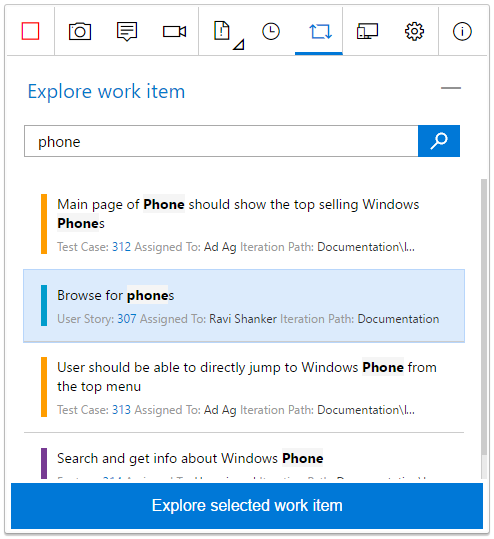 Explore work item
phone
Main page of Phone should show the top selling Windows
Phones
Test Case: 312 Assigned To: Ad Ag Iteration Path: Documentation\I...
Browse for phones
User Story: 307 Assigned To: Ravi Shanker Iteration Path: Documentation
User should be able to directly jump to Windows Phone from
the top menu
Test Case: 313 Assigned To: Ad Ag Iteration Path: Documentation\I...
Search and get info about Windows Phone
Explore selected work item